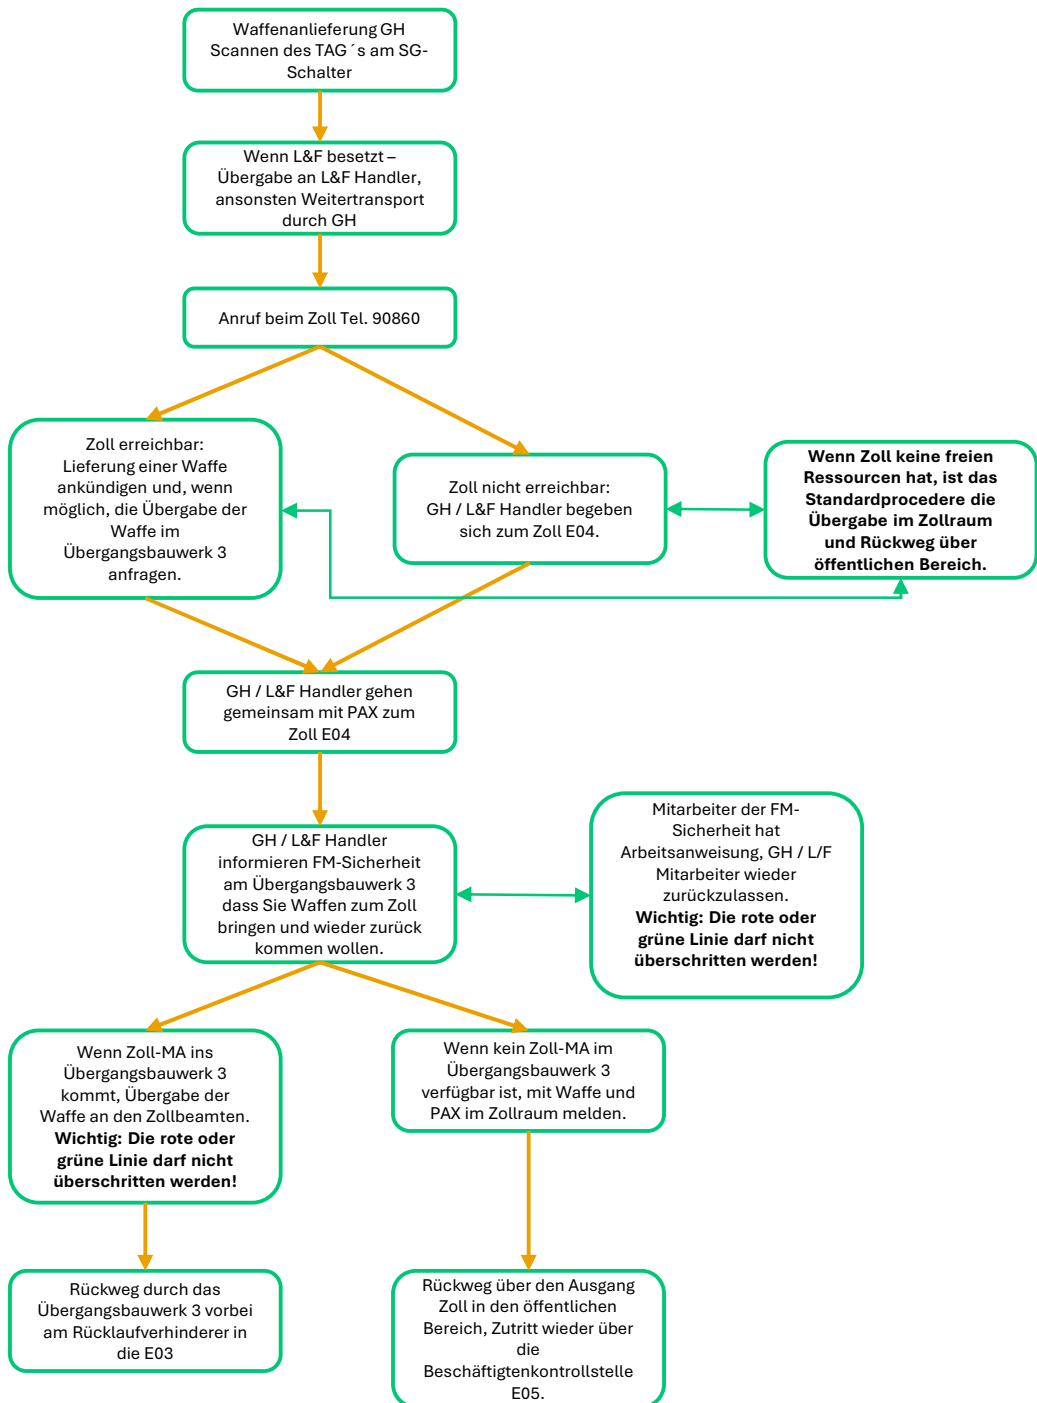 Waffenanlieferung GH
Scannen des TAG´s am SG-
Schalter
Wenn L&F besetzt –
Übergabe an L&F Handler,
ansonsten Weitertransport
durch GH
Anruf beim Zoll Tel. 90860
Zoll erreichbar:
Lieferung einer Waffe
ankündigen und, wenn
möglich, die Übergabe der
Waffe im
Übergangsbauwerk 3
anfragen.
Zoll nicht erreichbar:
GH / L&F Handler begeben
sich zum Zoll E04.
Wenn Zoll keine freien
Ressourcen hat, ist das
Standardprocedere die
Übergabe im Zollraum
und Rückweg über
öffentlichen Bereich.
GH / L&F Handler gehen
gemeinsam mit PAX zum
Zoll E04
GH / L&F Handler
informieren FM-Sicherheit
am Übergangsbauwerk 3
dass Sie Waffen zum Zoll
bringen und wieder zurück
kommen wollen.
Mitarbeiter der FM-
Sicherheit hat
Arbeitsanweisung, GH / L/F
Mitarbeiter wieder
zurückzulassen.
Wichtig: Die rote oder
grüne Linie darf nicht
überschritten werden!
Wenn Zoll-MA ins
Übergangsbauwerk 3
kommt, Übergabe der
Waffe an den Zollbeamten.
Wichtig: Die rote oder
grüne Linie darf nicht
überschritten werden!
Wenn kein Zoll-MA im
Übergangsbauwerk 3
verfügbar ist, mit Waffe und
PAX im Zollraum melden.
Rückweg durch das
Übergangsbauwerk 3 vorbei
am Rücklaufverhinderer in
die E03
Rückweg über den Ausgang
Zoll in den öffentlichen
Bereich, Zutritt wieder über
die
Beschäftigtenkontrollstelle
E05.